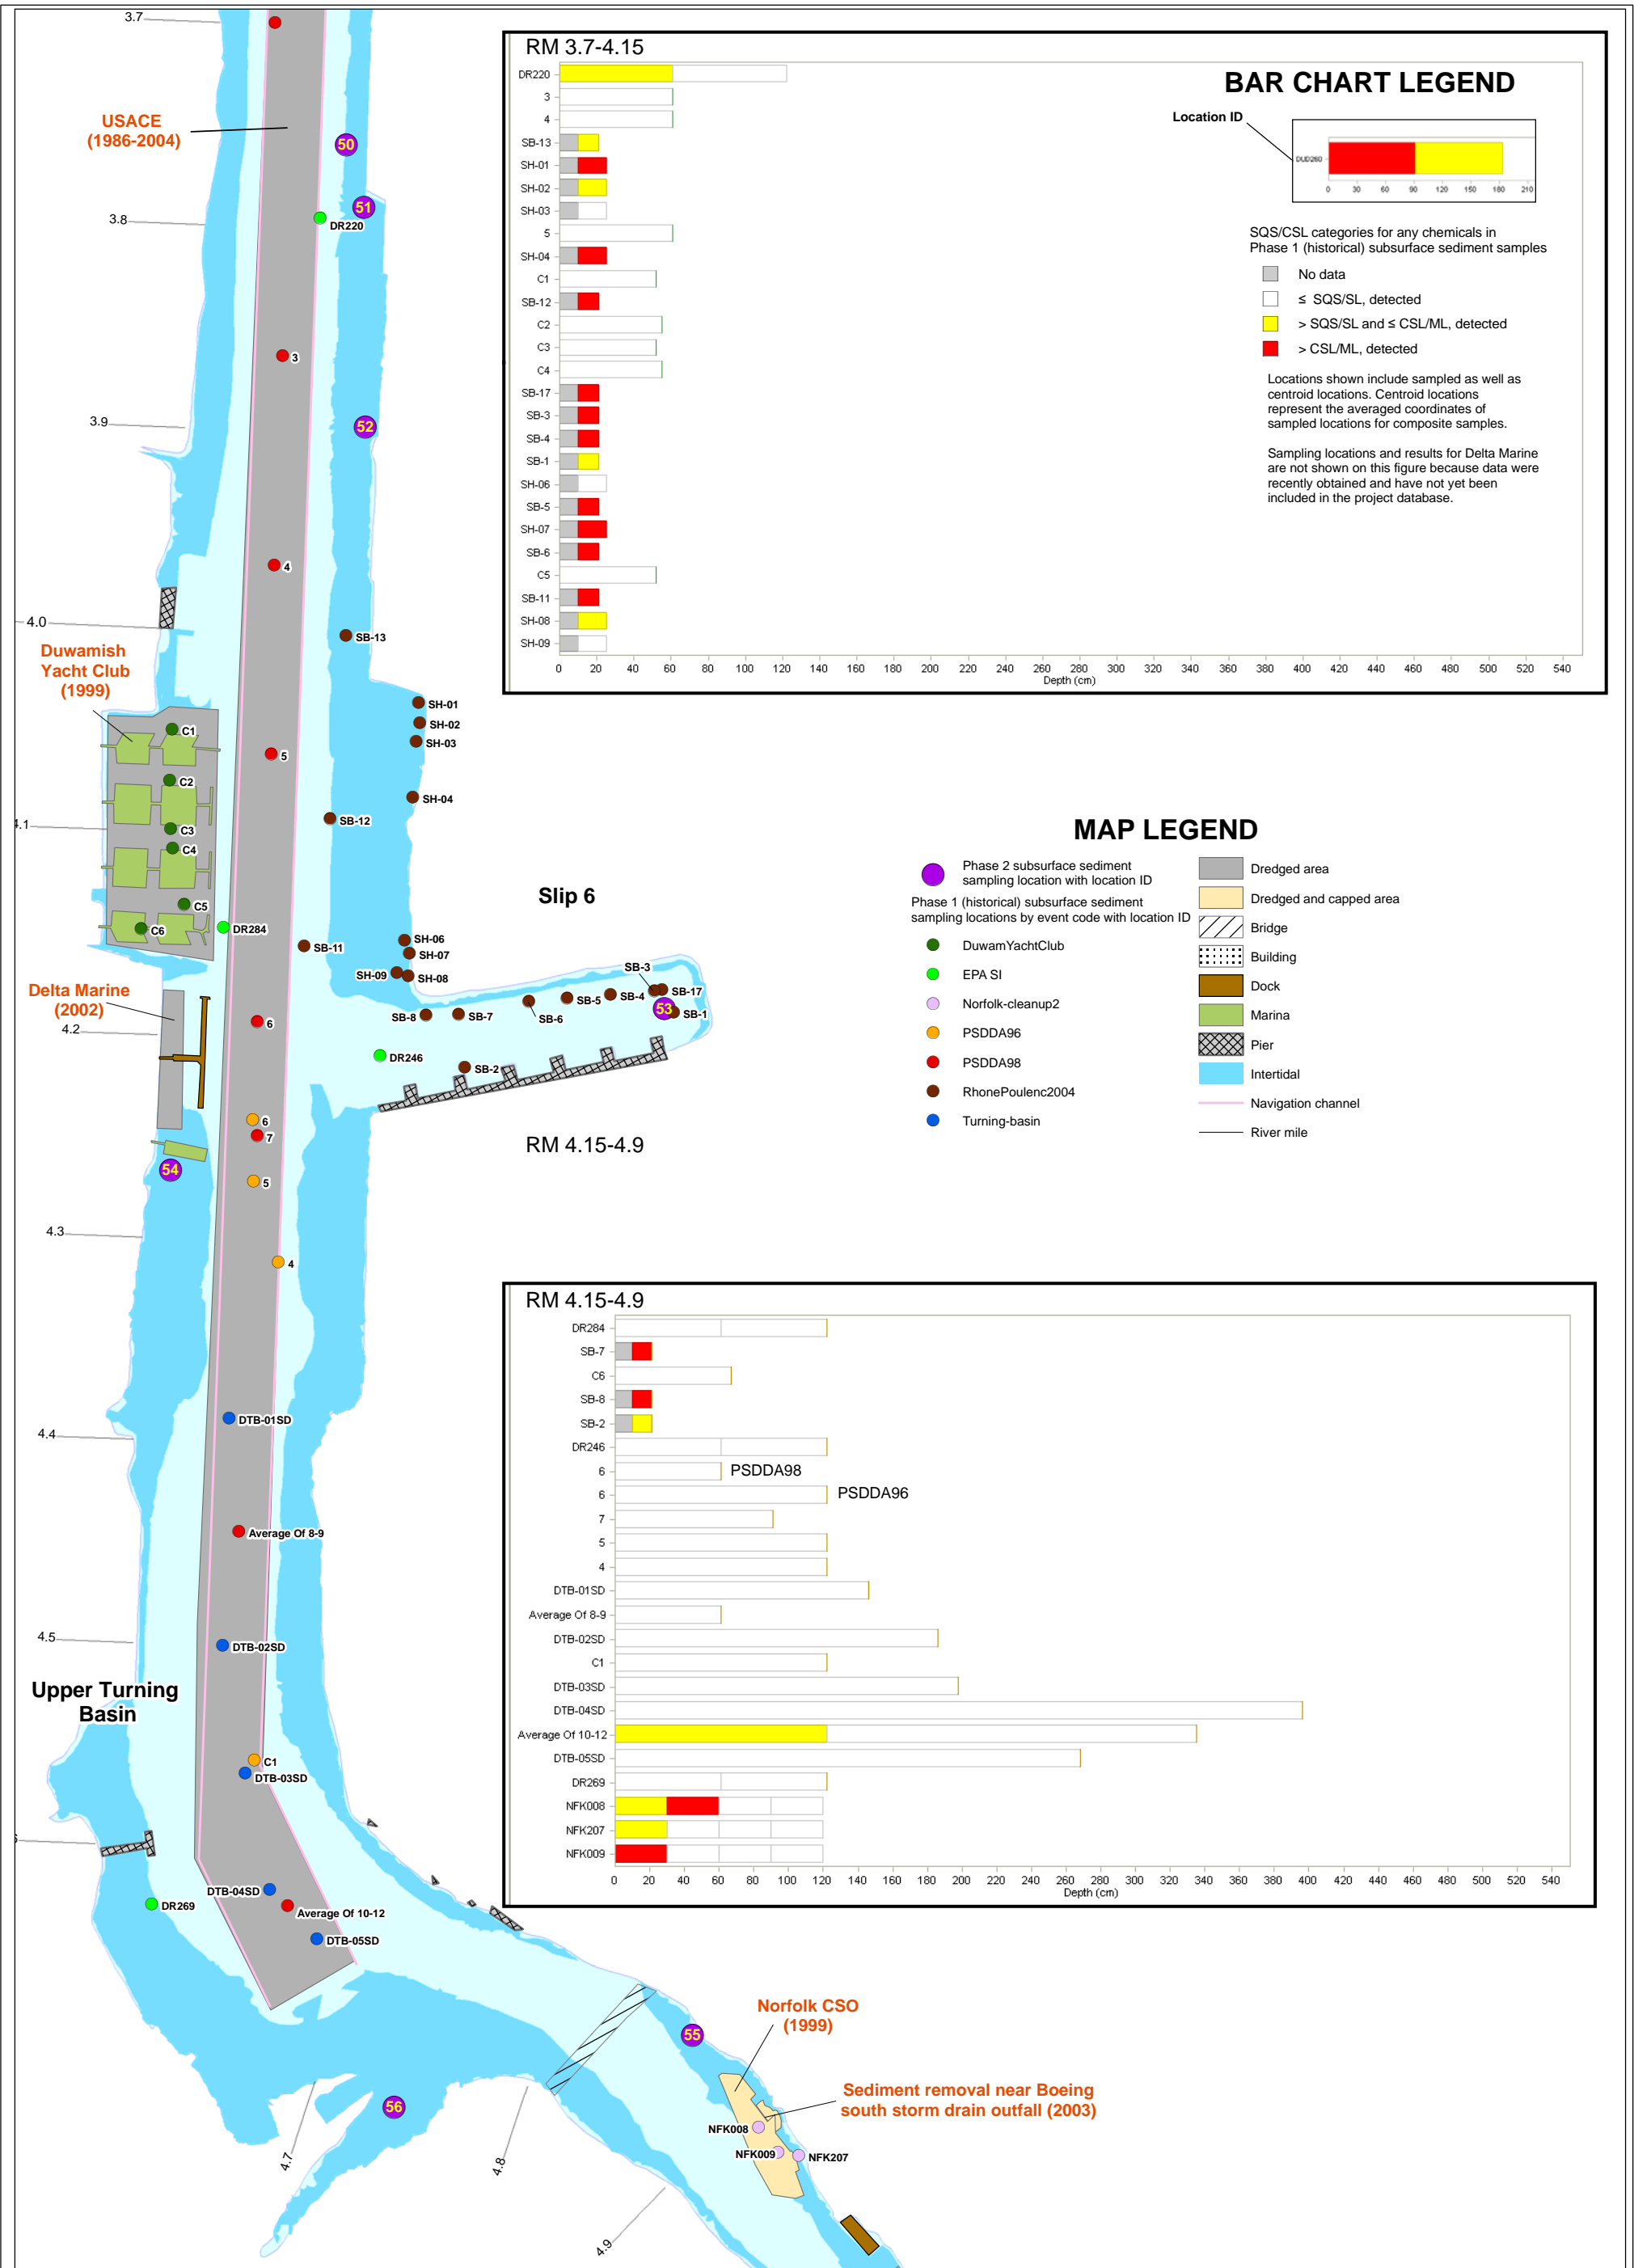 3.7
USACE
(1986-2004)
50
51
3.8
DR220
3
3.9
52
4
4.0
SB-13
Duwamish
Yacht Club
(1999)
SH-01
SH-02
SH-03
C1
5
C2
SH-04
SB-12
4.1
C3
C4
Slip 6
C5
C6
DR284
SB-11
SH-06
SH-07
SH-09
SH-08
SB-3
SB-17
SB-4
SB-5
SB-6
SB-7
SB-8
53
SB-1
Delta Marine
(2002)
4.2
6
DR246
SB-2
6
7
RM 4.15-4.9
54
5
4.3
4
DTB-01SD
4.4
Average Of 8-9
4.5
DTB-02SD
Upper Turning
Basin
C1
DTB-03SD
DTB-04SD
DR269
Average Of 10-12
DTB-05SD
55
Norfolk CSO
(1999)
56
Sediment removal near Boeing
south storm drain outfall (2003)
NFK008
NFK009
NFK207
4.7
4.8
4.9
RM 3.7-4.15
DR220
3
4
SB-13
SH-01
SH-02
SH-03
5
SH-04
C1
SB-12
C2
C3
C4
SB-17
SB-3
SB-4
SB-1
SH-06
SB-5
SH-07
SB-6
C5
SB-11
SH-08
SH-09
0 20 40 60 80 100 120 140 160 180 200 220 240 260 280 300 320 340 360 380 400 420 440 460 480 500 520 540
Depth (cm)
BAR CHART LEGEND
Location ID
DUD260
0 30 60 90 120 150 180 210
SQS/CSL categories for any chemicals in
Phase 1 (historical) subsurface sediment samples
No data
≤ SQS/SL, detected
> SQS/SL and ≤ CSL/ML, detected
> CSL/ML, detected
Locations shown include sampled as well as
centroid locations. Centroid locations
represent the averaged coordinates of
sampled locations for composite samples.
Sampling locations and results for Delta Marine
are not shown on this figure because data were
recently obtained and have not yet been
included in the project database.
MAP LEGEND
Phase 2 subsurface sediment
sampling location with location ID
Phase 1 (historical) subsurface sediment
sampling locations by event code with location ID
DuwamYachtClub
EPA SI
Norfolk-cleanup2
PSDDA96
PSDDA98
RhonePoulenc2004
Turning-basin
Dredged area
Dredged and capped area
Bridge
Building
Dock
Marina
Pier
Intertidal
Navigation channel
River mile
RM 4.15-4.9
DR284
SB-7
C6
SB-8
SB-2
DR246
6 PSDDA98
6 PSDDA96
7
5
4
DTB-01SD
Average Of 8-9
DTB-02SD
C1
DTB-03SD
DTB-04SD
Average Of 10-12
DTB-05SD
DR269
NFK008
NFK207
NFK009
0 20 40 60 80 100 120 140 160 180 200 220 240 260 280 300 320 340 360 380 400 420 440 460 480 500 520 540
Depth (cm)